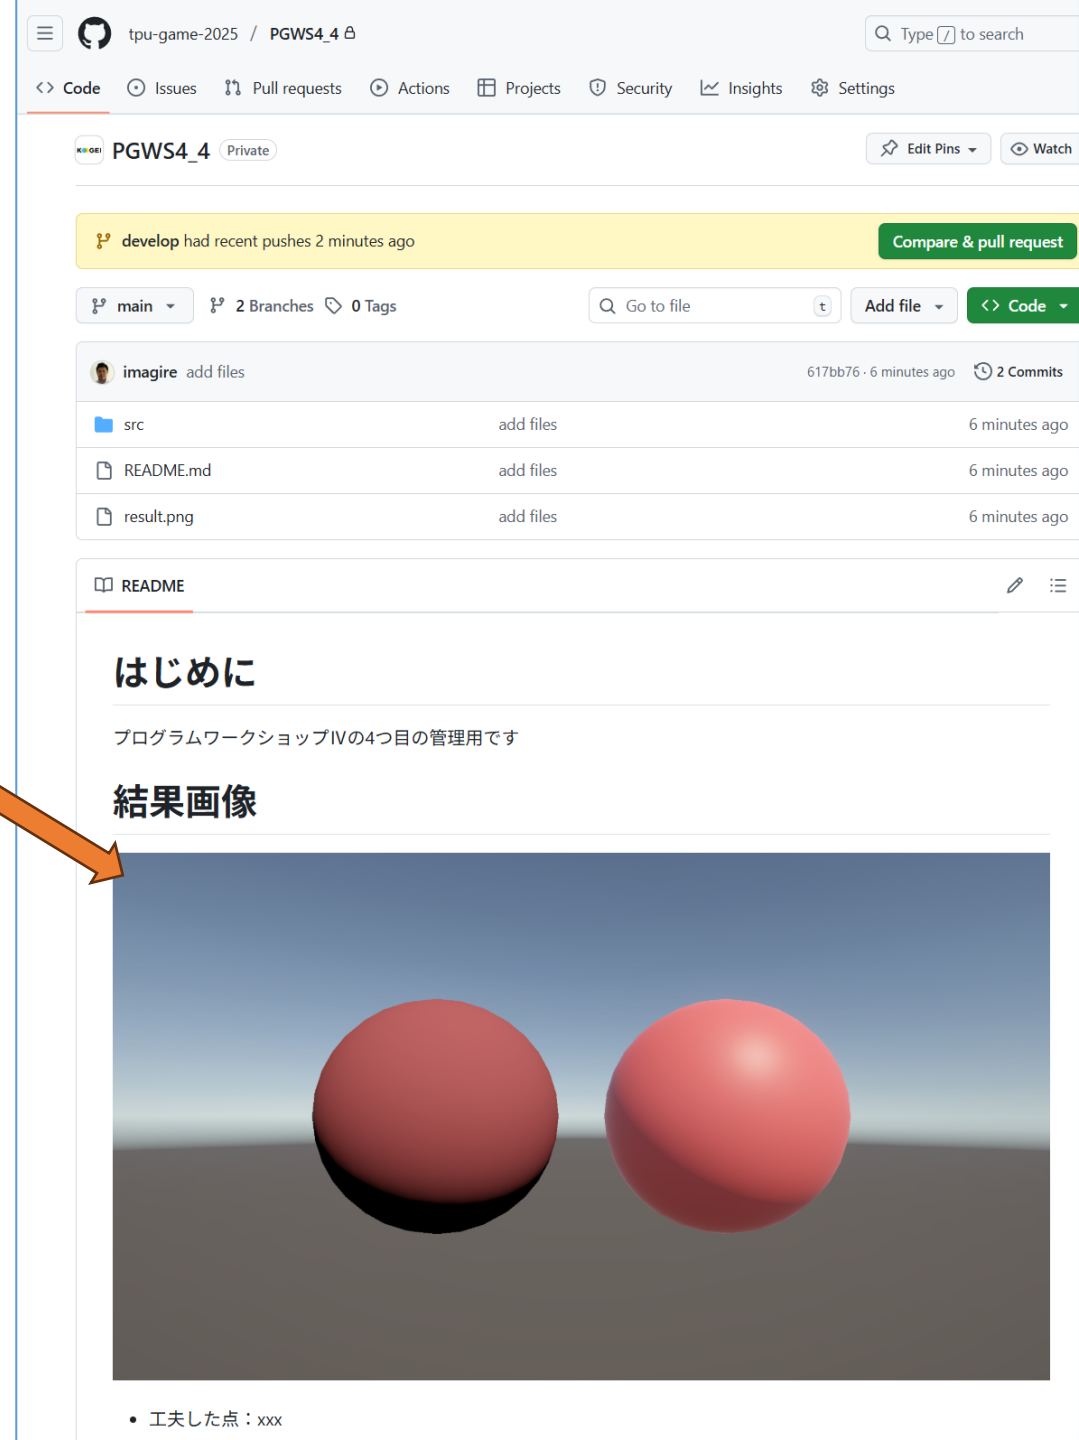 tpu-game-2025 / PGWS4_4
Type / to search
Code Issues Pull requests Actions Projects Security Insights Settings
KOGEI PGWS4_4 Private Edit Pins Watch
develop had recent pushes 2 minutes ago Compare & pull request
main 2 Branches 0 Tags Go to file t Add file Code
imagire add files 617bb76 · 6 minutes ago 2 Commits
src add files 6 minutes ago
README.md add files 6 minutes ago
result.png add files 6 minutes ago
README
はじめに
プログラムワークショップIVの4つ目の管理用です
結果画像
工夫した点：xxx